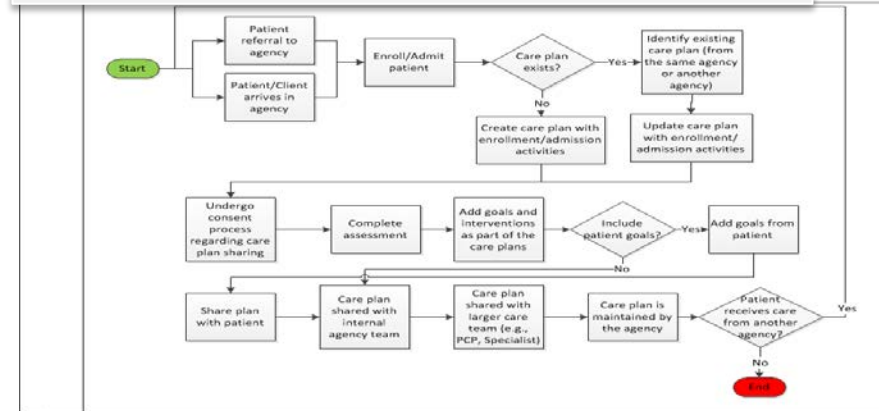 Start
Patient
referral to
agency
Patient/Client
arrives in
agency
Enroll/Admit
patient
Care plan
exists?
Yes
Identify existing
care plan (from
the same agency
or another
agency)
No
Create care plan with
enrollment/admission
activities
Update care plan
with enrollment/
admission activities
Undergo
consent
process
regarding care
plan sharing
Complete
assessment
Add goals and
interventions
as part of the
care plans
Include
patient goals?
Yes
Add goals from
patient
No
Share plan
with patient
Care plan
shared with
internal
agency team
Care plan
shared with
larger care
team (e.g.,
PCP, Specialist)
Care plan is
maintained by
the agency
Patient
receives care
from another
agency?
Yes
No
End